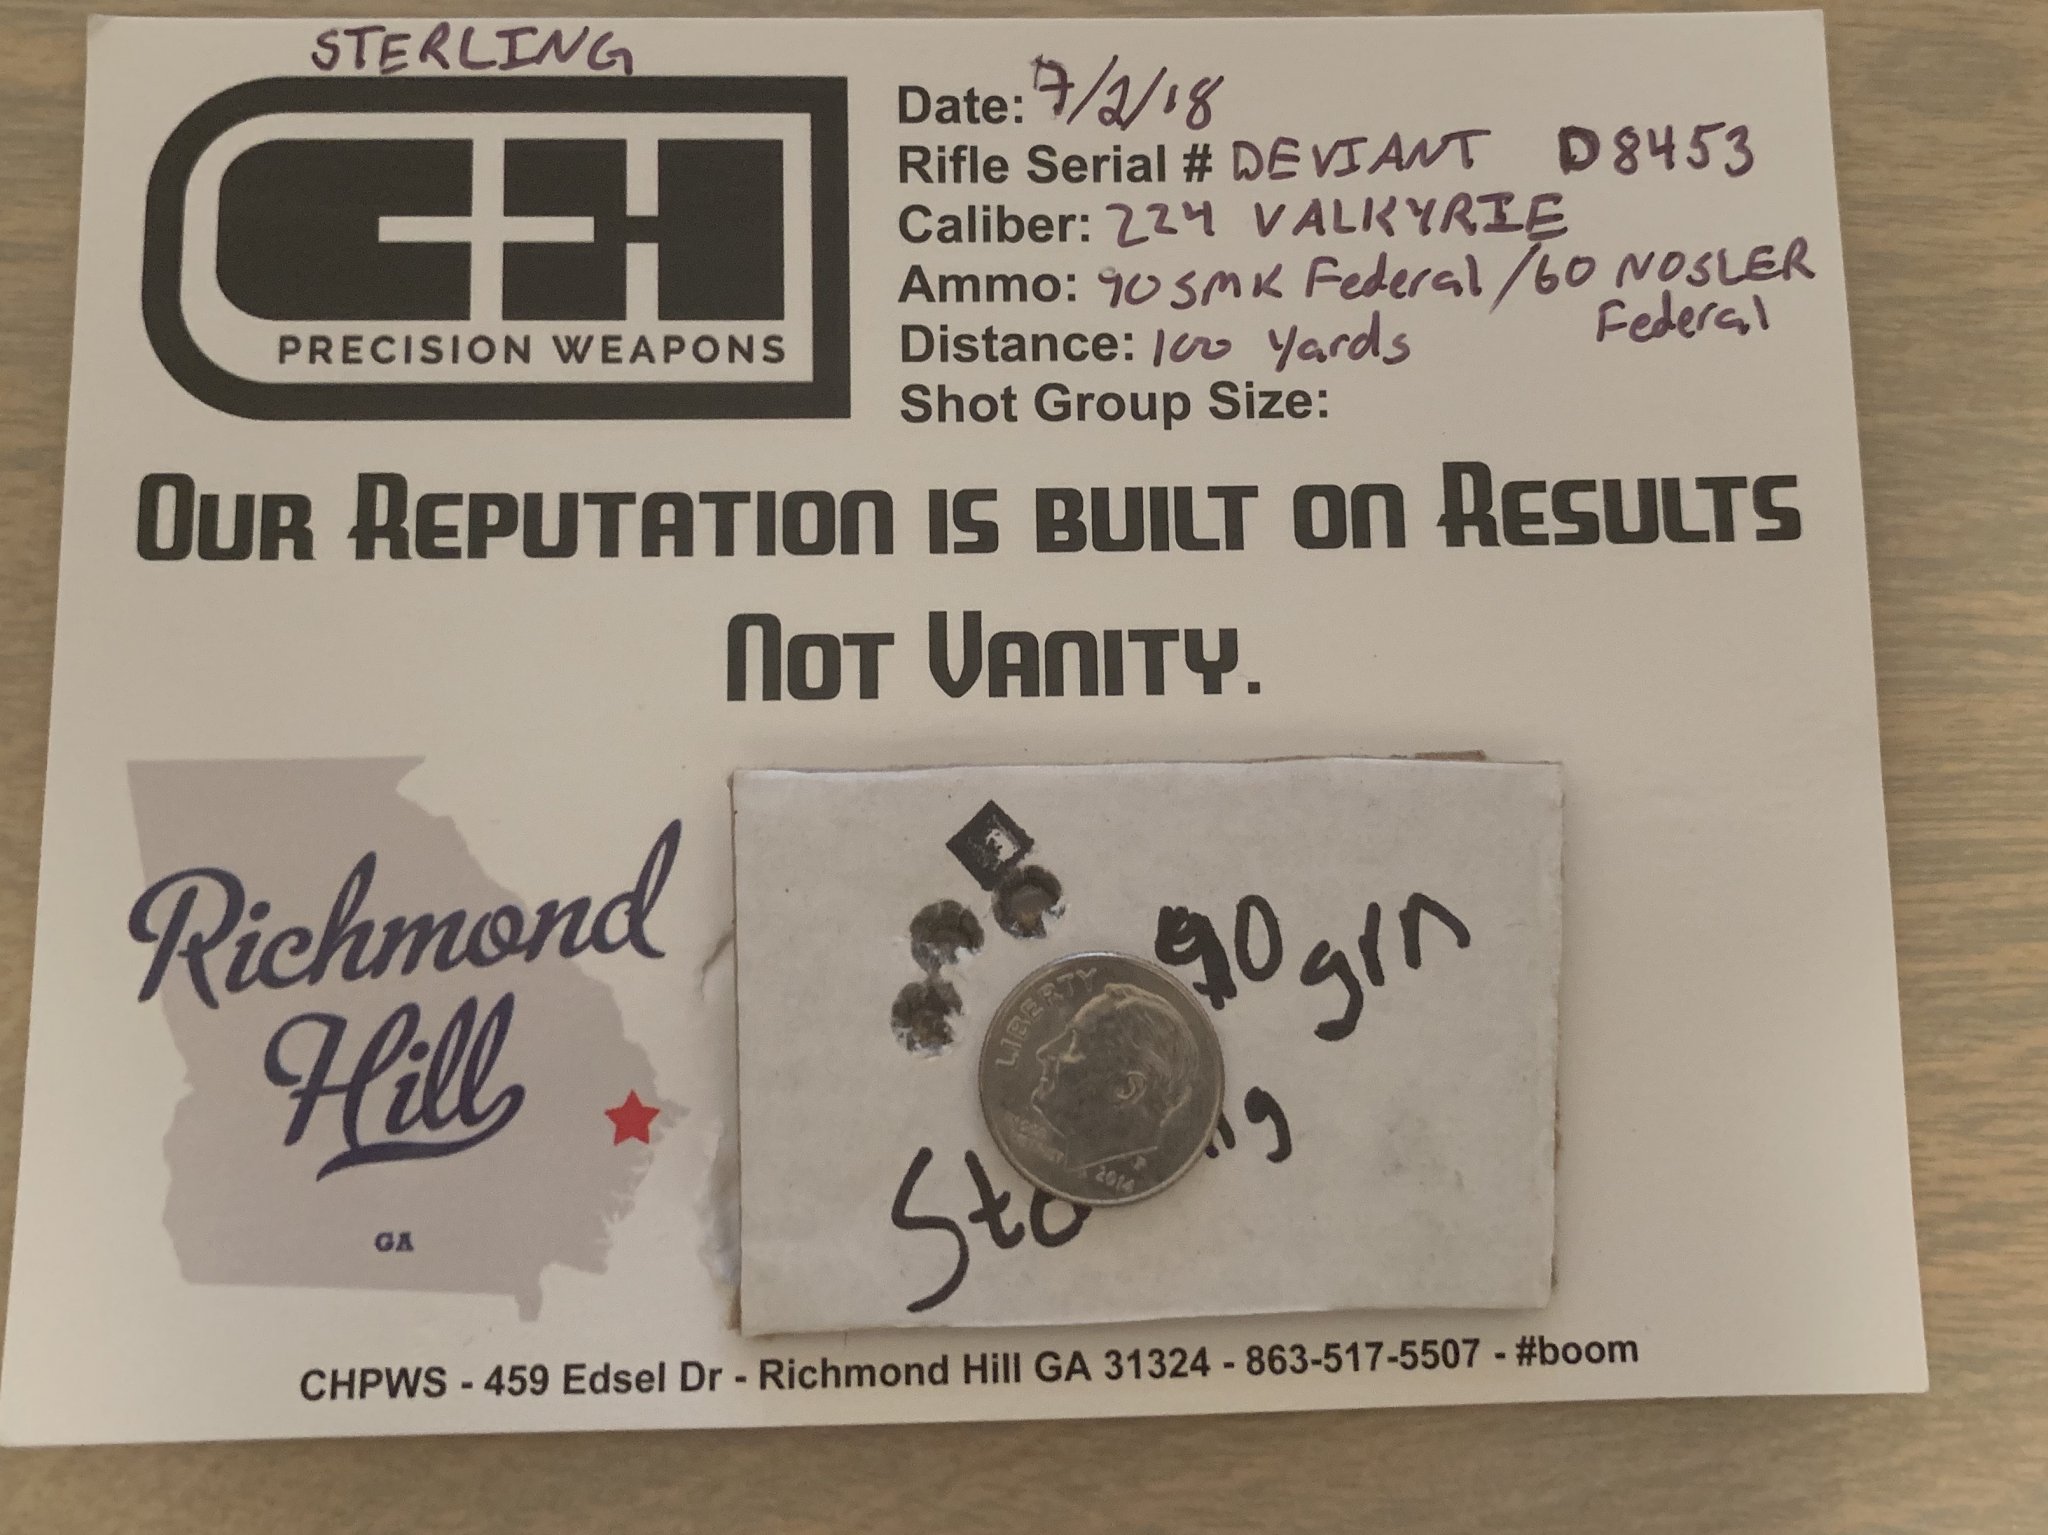 STERLING
CH
PRECISION WEAPONS
Date: 7/2/18
Rifle Serial # DEVIANT D8453
Caliber: 224 VALKYRIE
Ammo: 90 SMK Federal / 60 NOSLER
Federal
Distance: 100 Yards
Shot Group Size:
OUR REPUTATION IS BUILT ON RESULTS
NOT VANITY.
Richmond
Hill
GA
90 grn
LIBERTY
2014
P
CHPWS - 459 Edsel Dr - Richmond Hill GA 31324 - 863-517-5507 - #boom